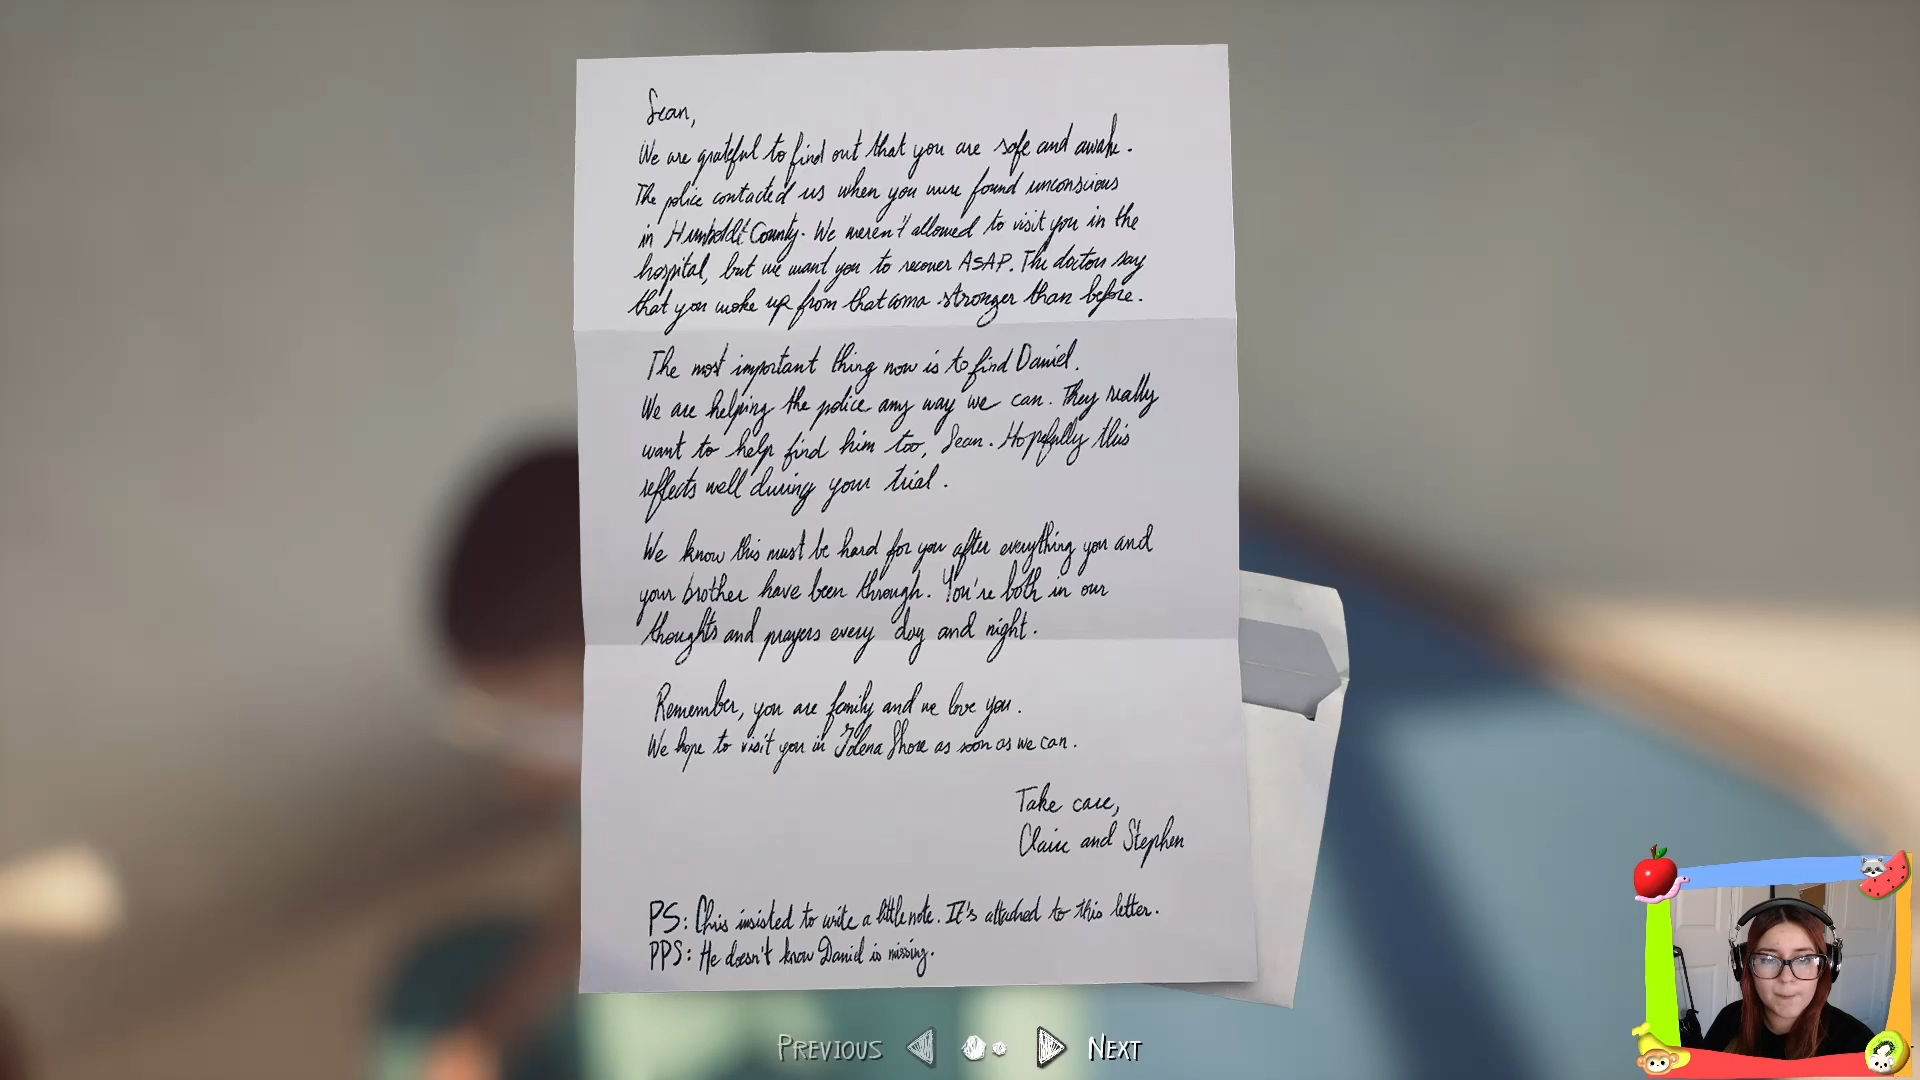 Sean,
We are grateful to find out that you are safe and awake.
The police contacted us when you were found unconscious
in Humboldt County. We weren't allowed to visit you in the
hospital, but we want you to recover ASAP. The doctors say
that you woke up from that coma stronger than before.
The most important thing now is to find Daniel.
We are helping the police any way we can. They really
want to help find him too, Sean. Hopefully this
reflects well during your trial.
We know this must be hard for you after everything you and
your brother have been through. You're both in our
thoughts and prayers every day and night.
Remember, you are family and we love you.
We hope to visit you in Jolena Shore as soon as we can.
Take care,
Claire and Stephen
PS: Chris insisted to write a little note. It's attached to this letter.
PPS: He doesn't know Daniel is missing.
PREVIOUS NEXT